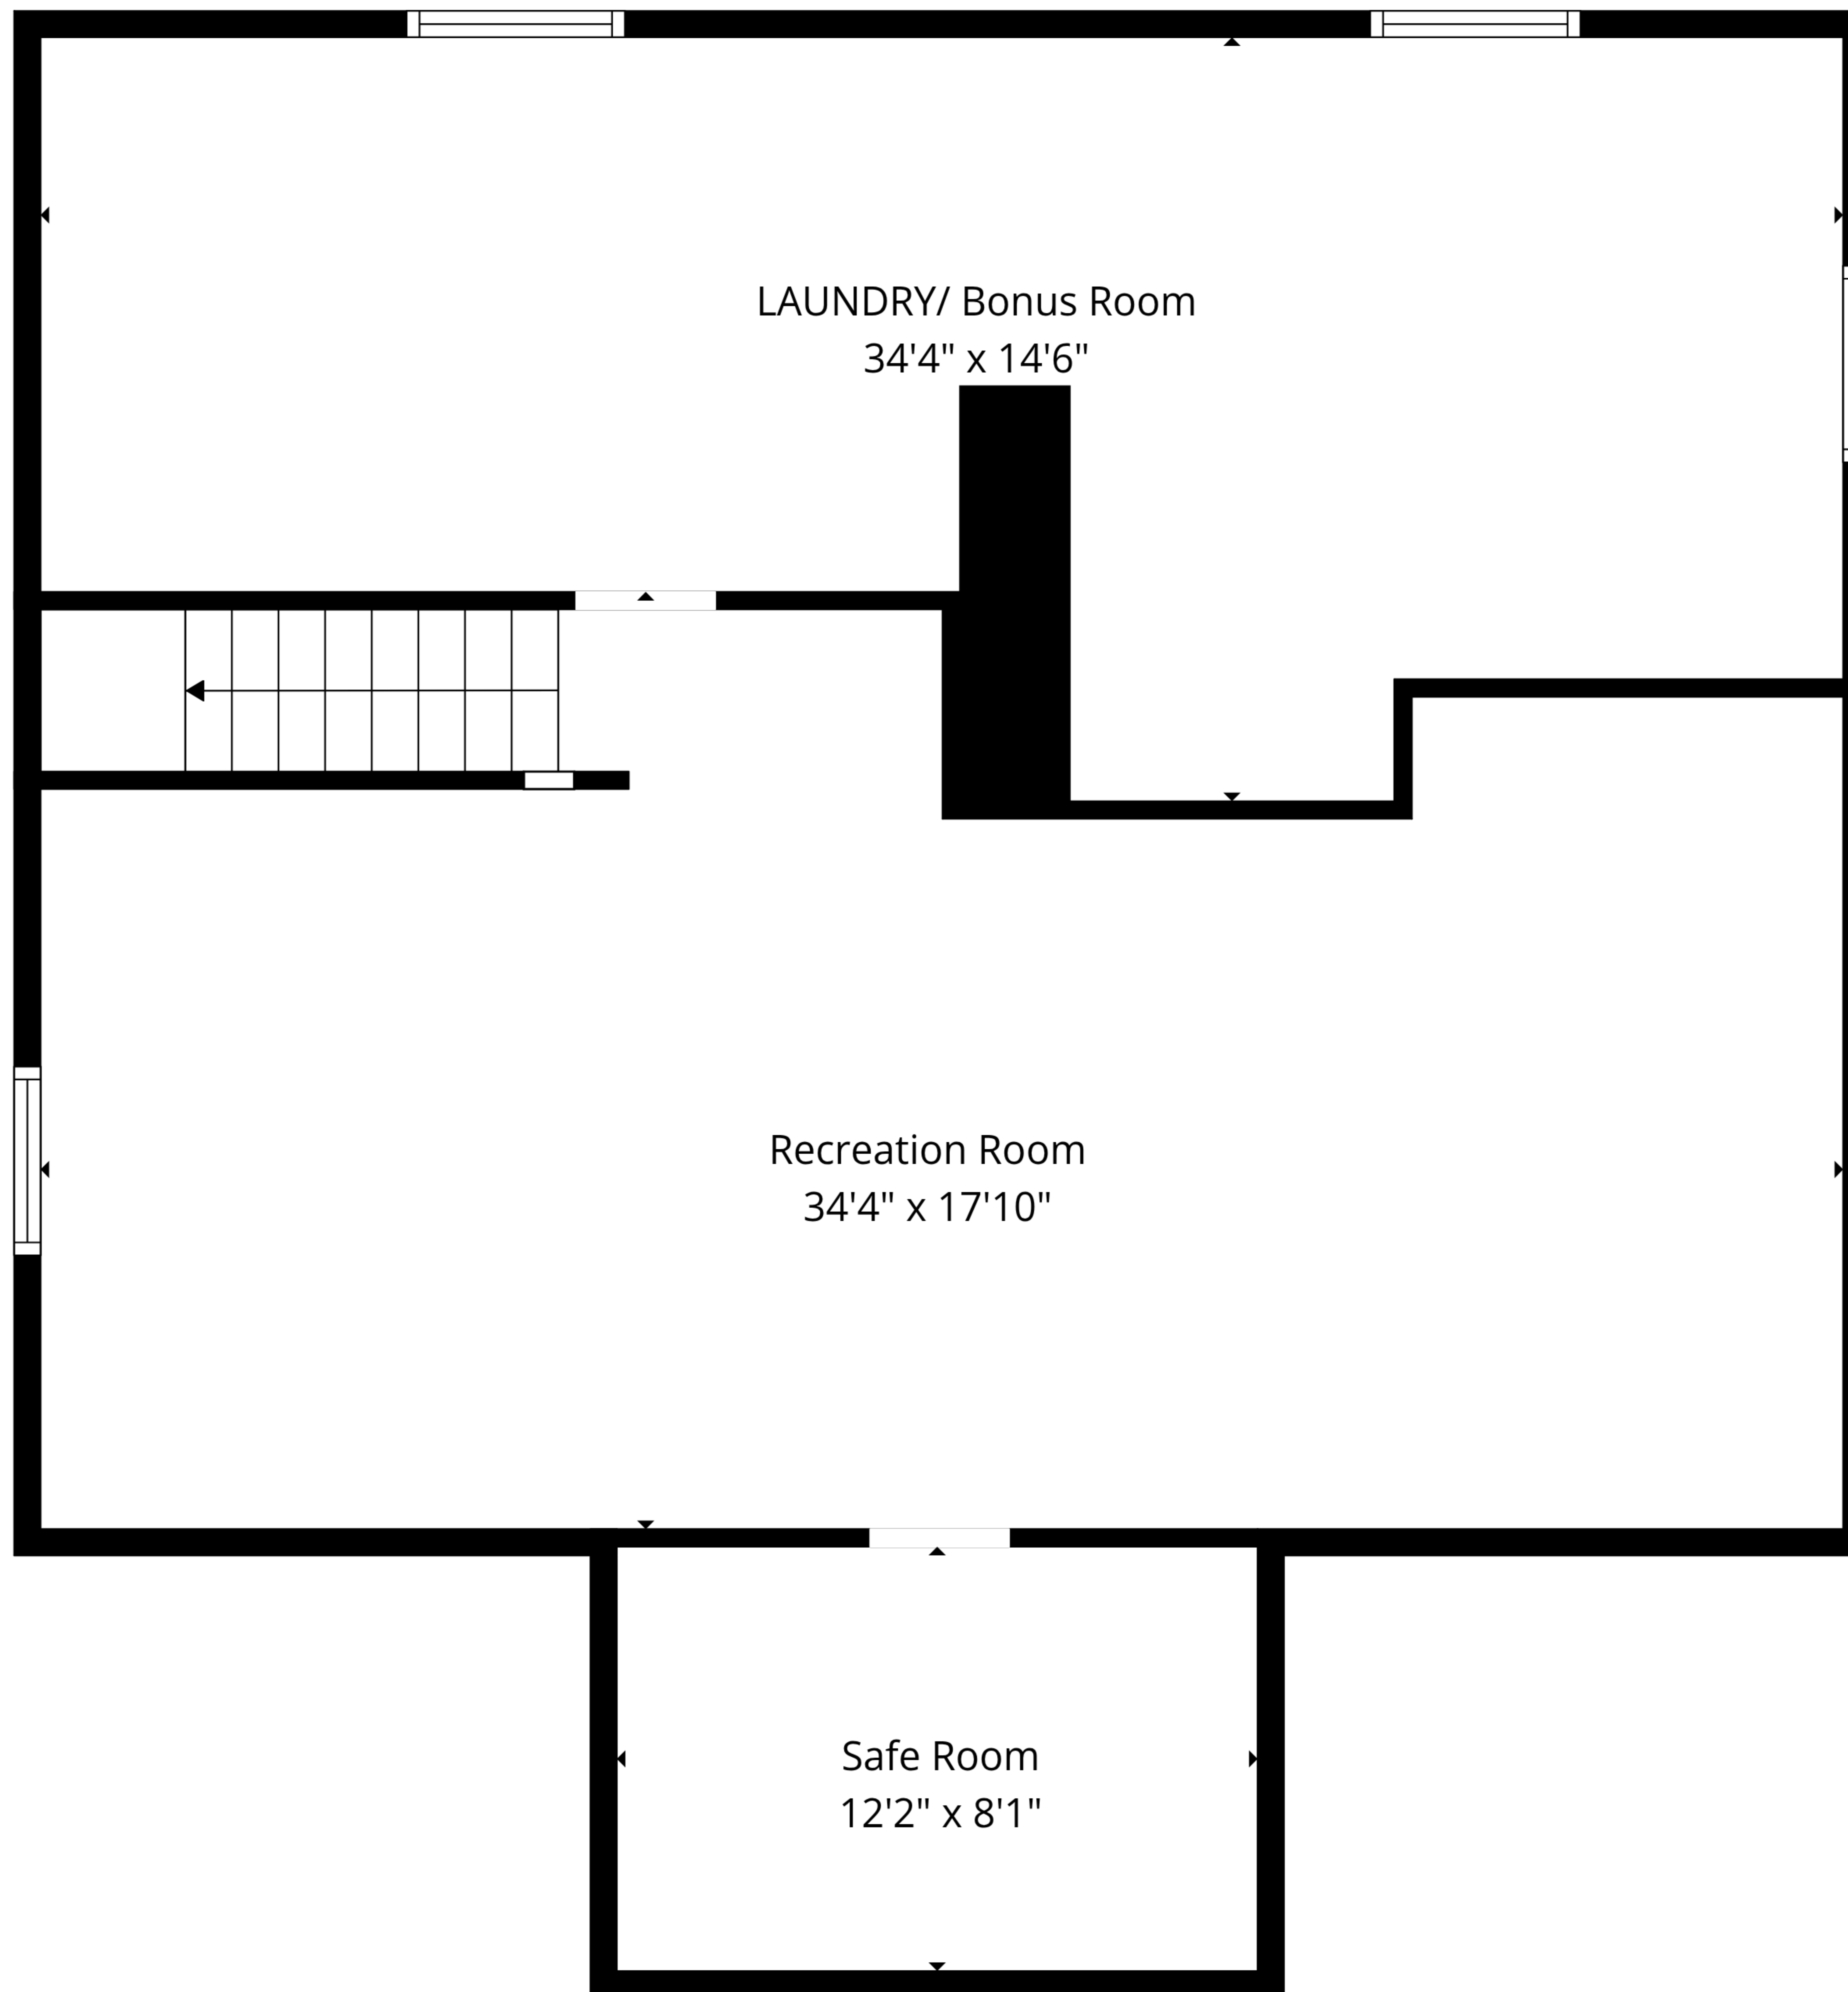 LAUNDRY/ Bonus Room
34'4" x 14'6"
Recreation Room
34'4" x 17'10"
Safe Room
12'2" x 8'1"